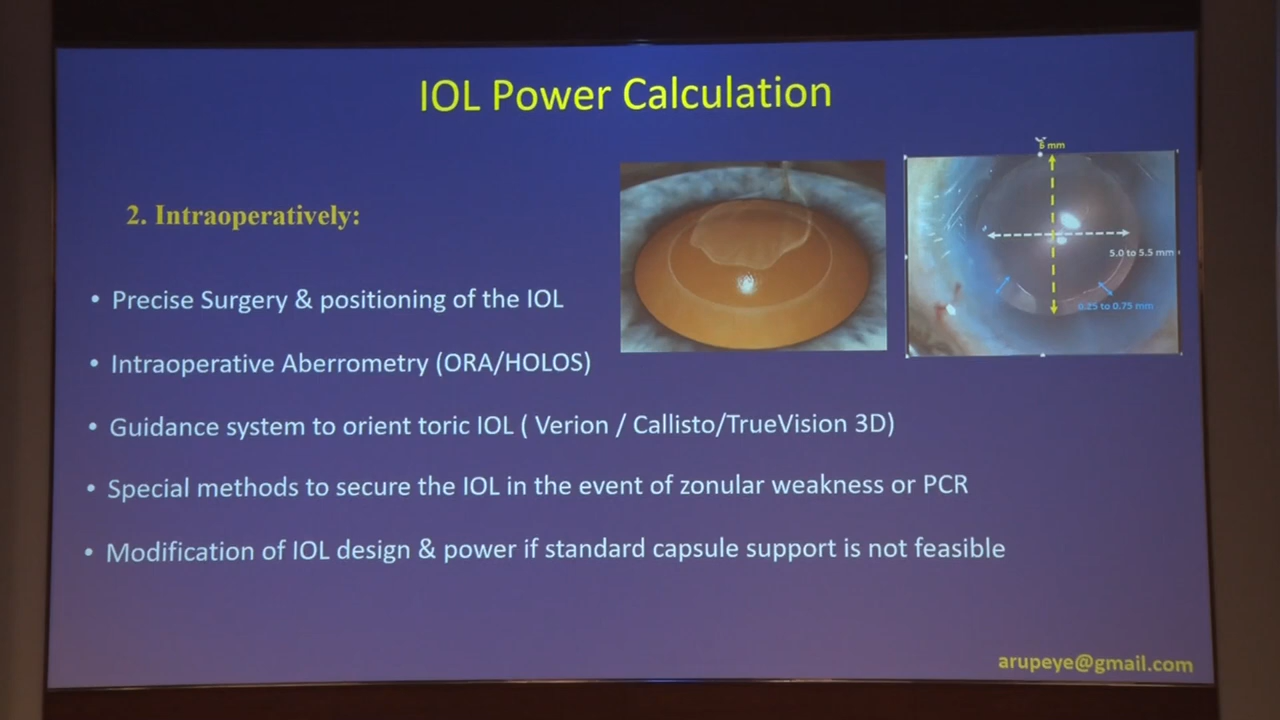 IOL Power Calculation
2. Intraoperatively:
• Precise Surgery & positioning of the IOL
• Intraoperative Aberrometry (ORA/HOLOS)
• Guidance system to orient toric IOL ( Verion / Callisto/TrueVision 3D)
• Special methods to secure the IOL in the event of zonular weakness or PCR
• Modification of IOL design & power if standard capsule support is not feasible
6 mm
5.0 to 5.5 mm
0.25 to 0.75 mm
arupeye@gmail.com